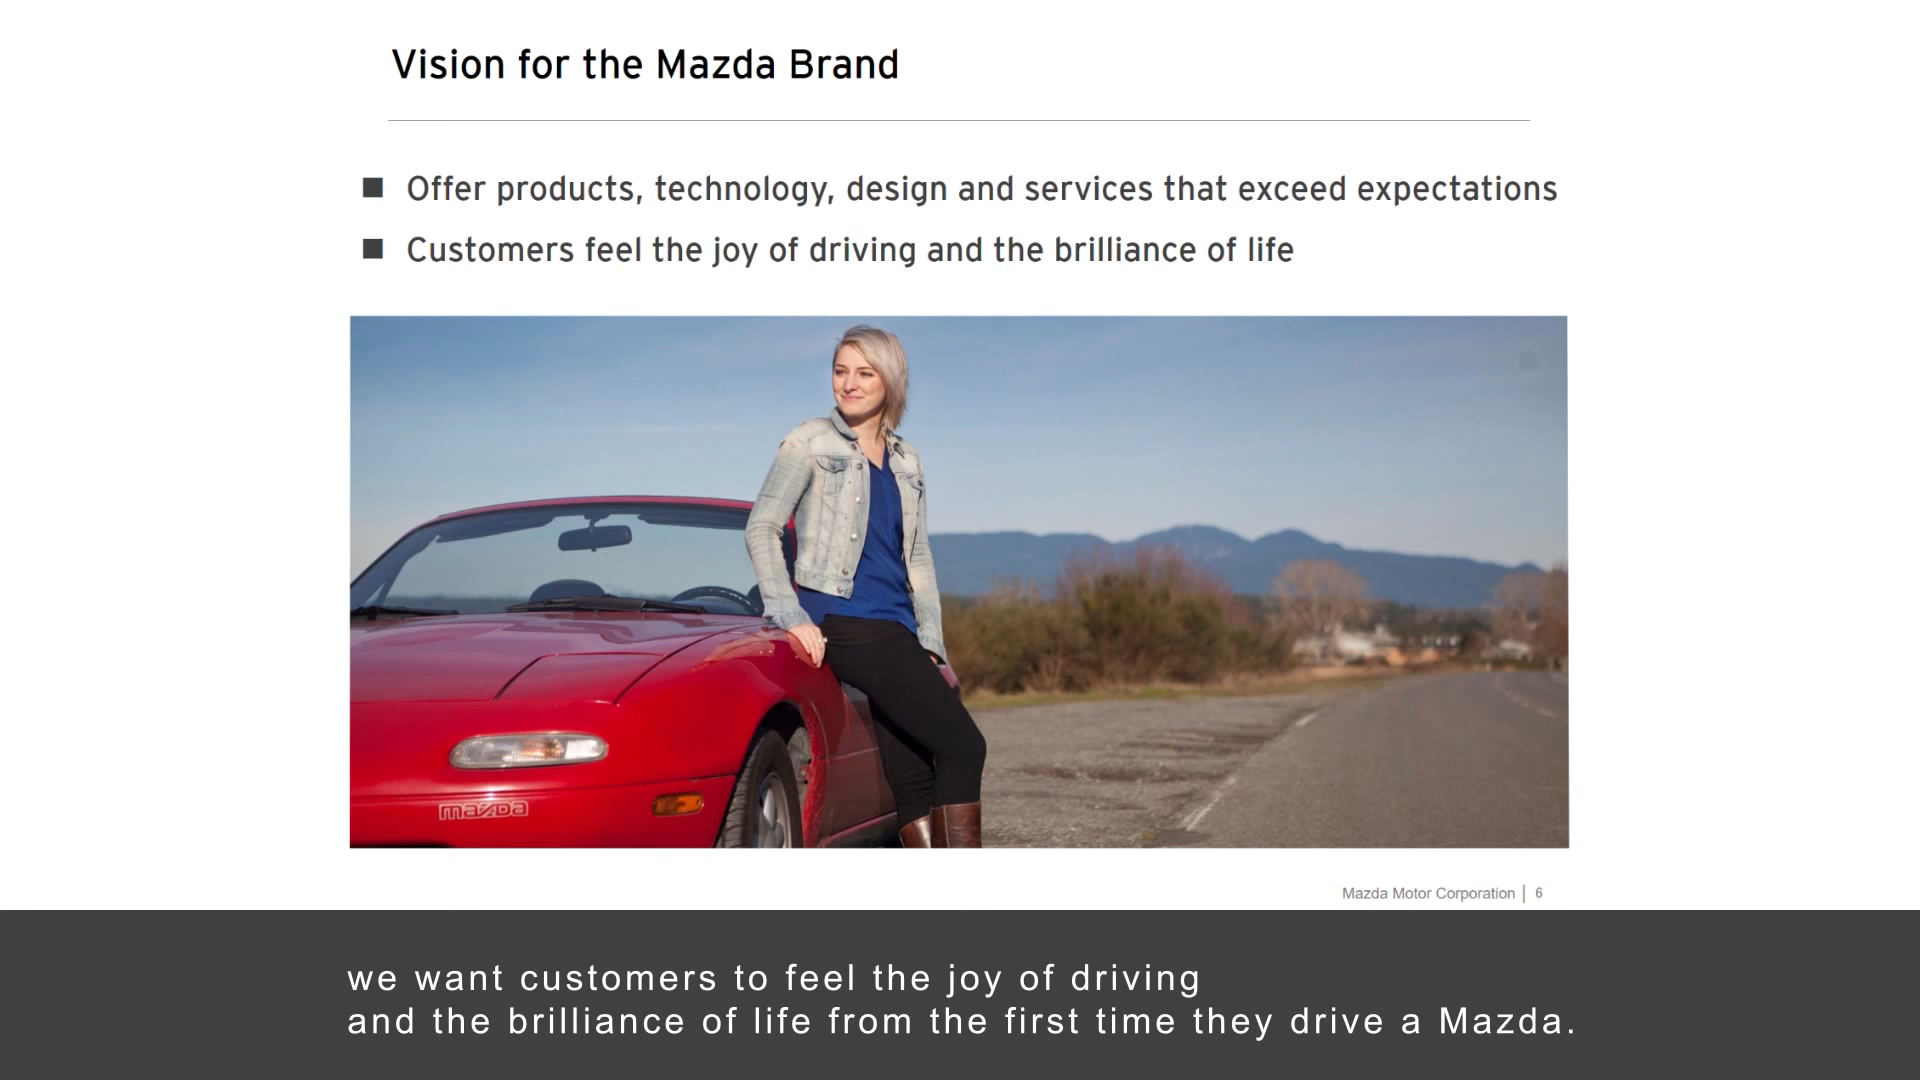 Vision for the Mazda Brand
■ Offer products, technology, design and services that exceed expectations
■ Customers feel the joy of driving and the brilliance of life
mazda
Mazda Motor Corporation | 6
we want customers to feel the joy of driving
and the brilliance of life from the first time they drive a Mazda.